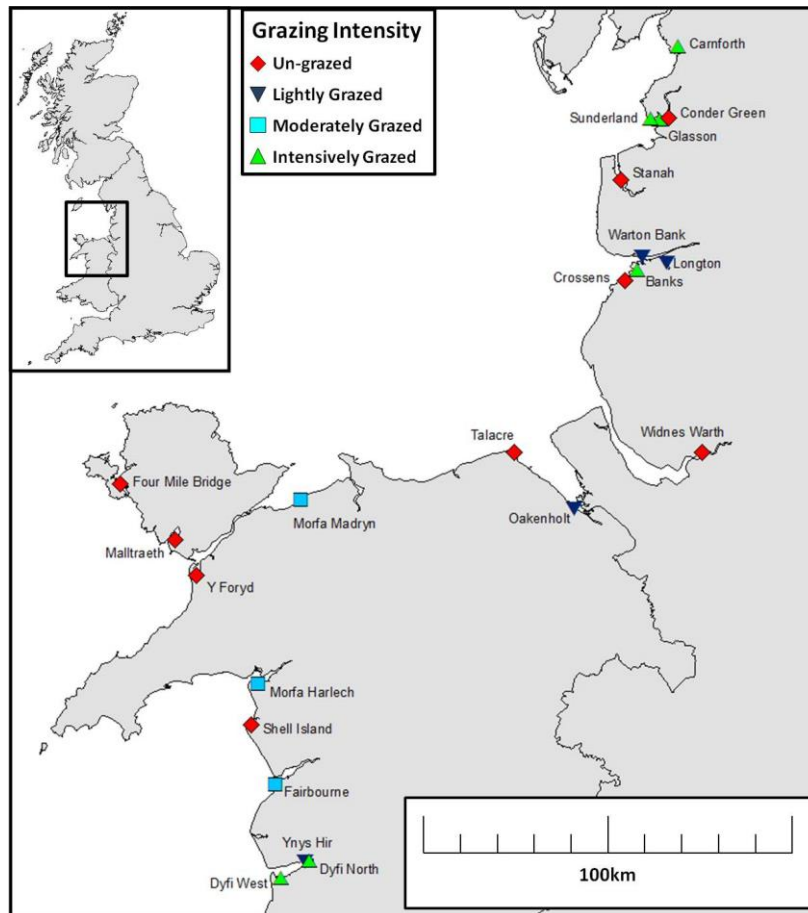 Grazing Intensity
Un-grazed
Lightly Grazed
Moderately Grazed
Intensively Grazed
Carnforth
Sunderland
Conder Green
Glasson
Stanah
Warton Bank
Longton
Crossens
Banks
Talacre
Widnes Warth
Four Mile Bridge
Morfa Madryn
Oakenholt
Malltraeth
Y Foryd
Morfa Harlech
Shell Island
Fairbourne
Ynys Hir
Dyfi North
Dyfi West
100km